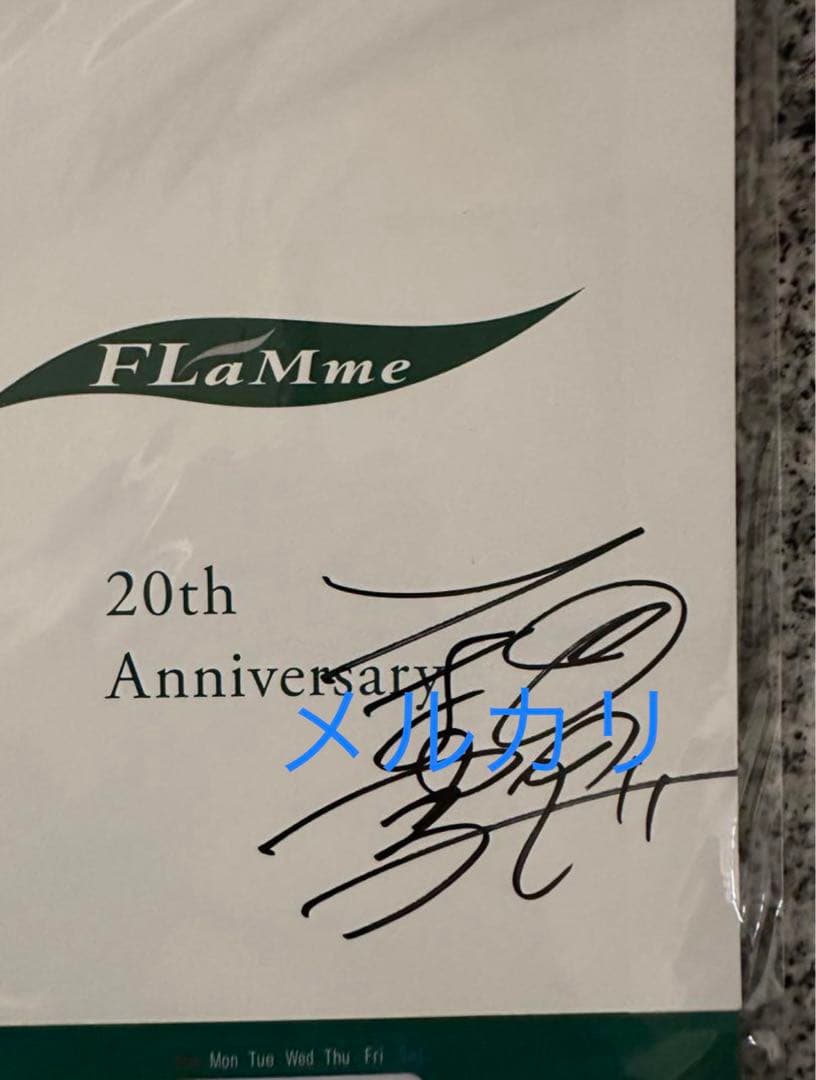 FLaMme
20th
Anniversary
メルカリ
Mon Tue Wed Thu Fri